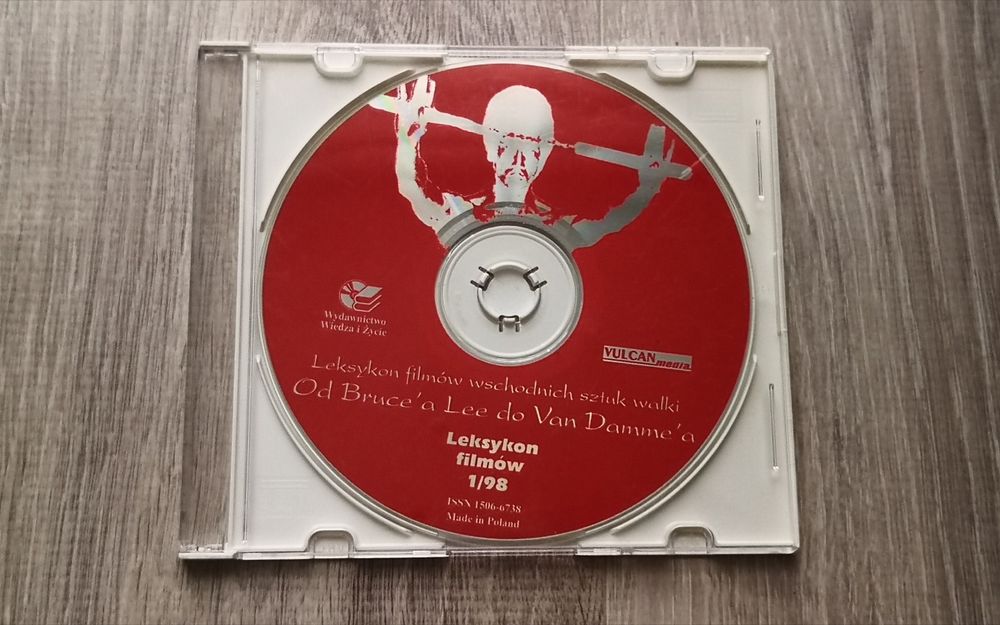 Wydawnictwo
Wiedza i Życie
VULCAN media
Leksykon filmów wschodnich sztuk walki
Od Bruce'a Lee do Van Damme'a
Leksykon
filmów
1/98
ISSN 1506-6738
Made in Poland